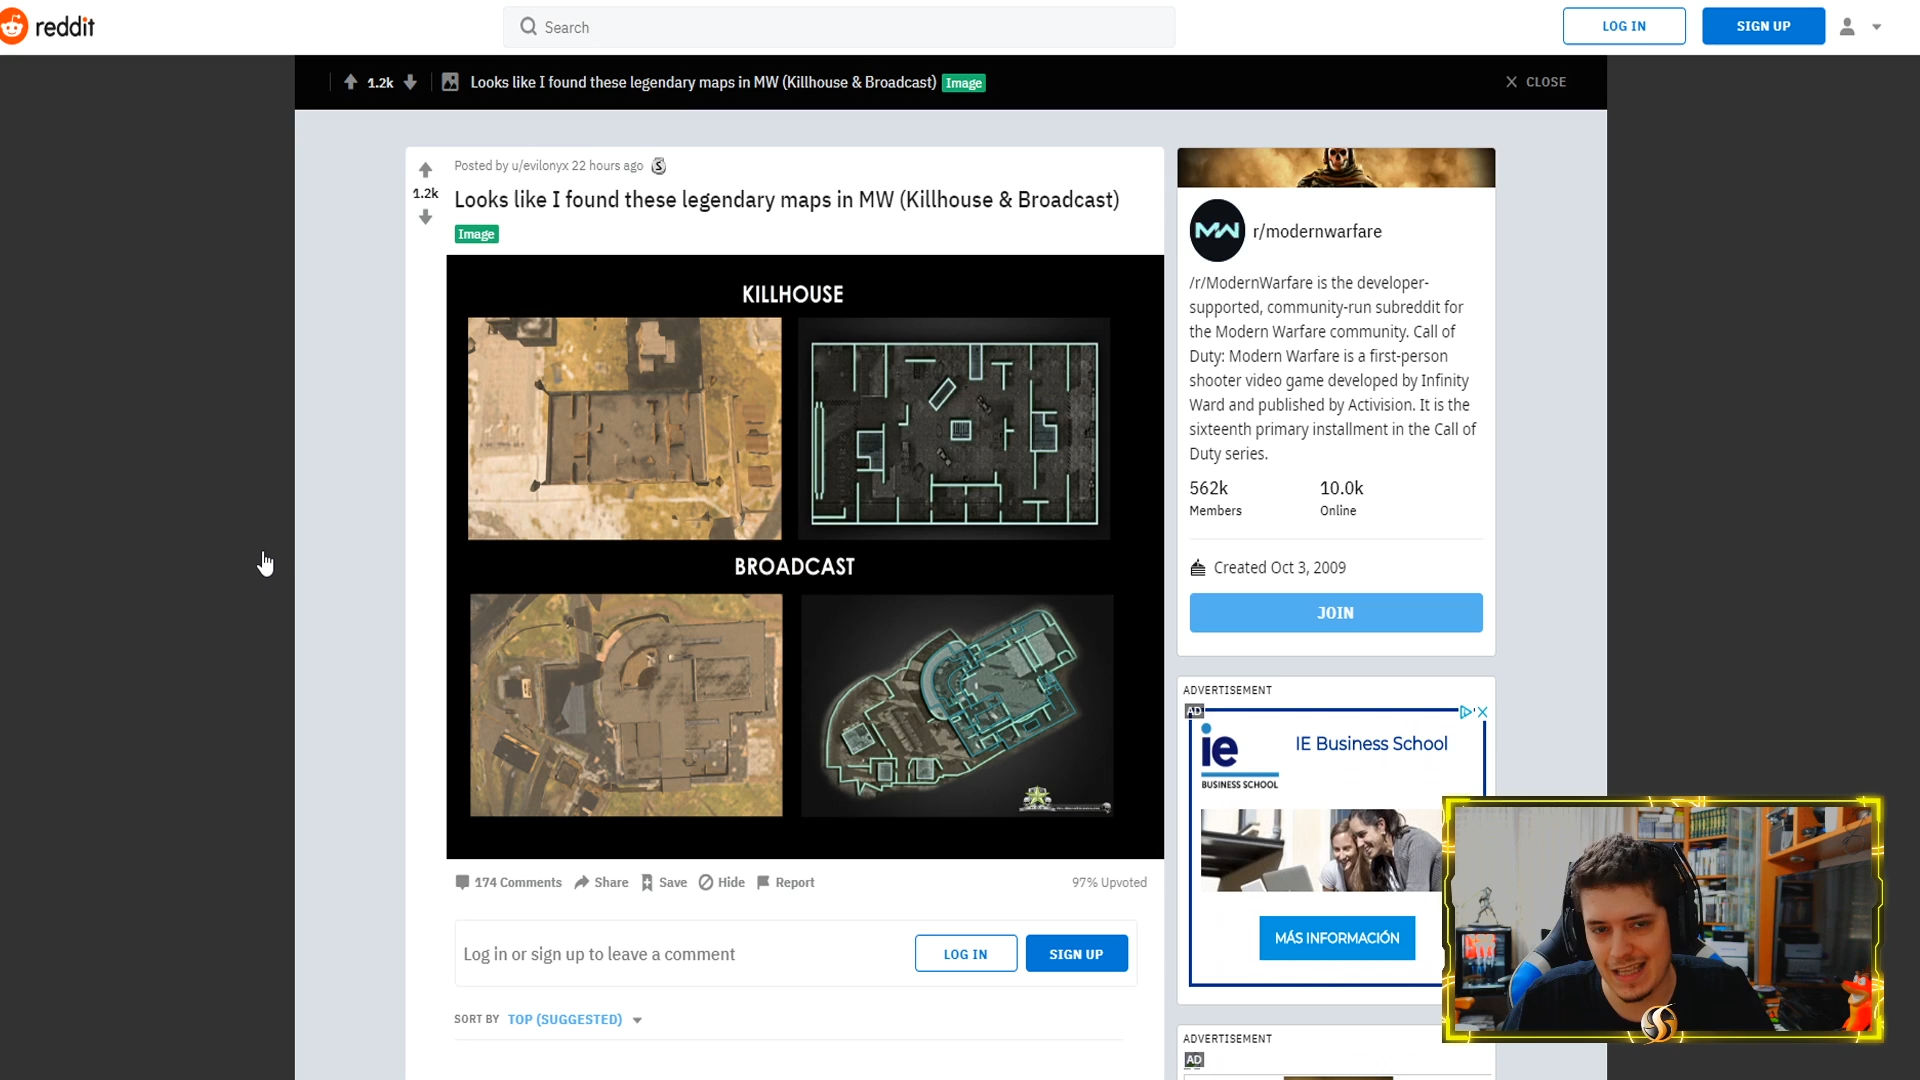 reddit
Search
LOG IN
SIGN UP
1.2k
Looks like I found these legendary maps in MW (Killhouse & Broadcast)
Image
CLOSE
Posted by u/evilonyx 22 hours ago
1.2k
Looks like I found these legendary maps in MW (Killhouse & Broadcast)
Image
KILLHOUSE
BROADCAST
174 Comments
Share
Save
Hide
Report
97% Upvoted
Log in or sign up to leave a comment
LOG IN
SIGN UP
SORT BY TOP (SUGGESTED)
MW
r/modernwarfare
/r/ModernWarfare is the developer-
supported, community-run subreddit for
the Modern Warfare community. Call of
Duty: Modern Warfare is a first-person
shooter video game developed by Infinity
Ward and published by Activision. It is the
sixteenth primary installment in the Call of
Duty series.
562k
10.0k
Members
Online
Created Oct 3, 2009
JOIN
ADVERTISEMENT
AD
ie
BUSINESS SCHOOL
IE Business School
MÁS INFORMACIÓN
ADVERTISEMENT
AD